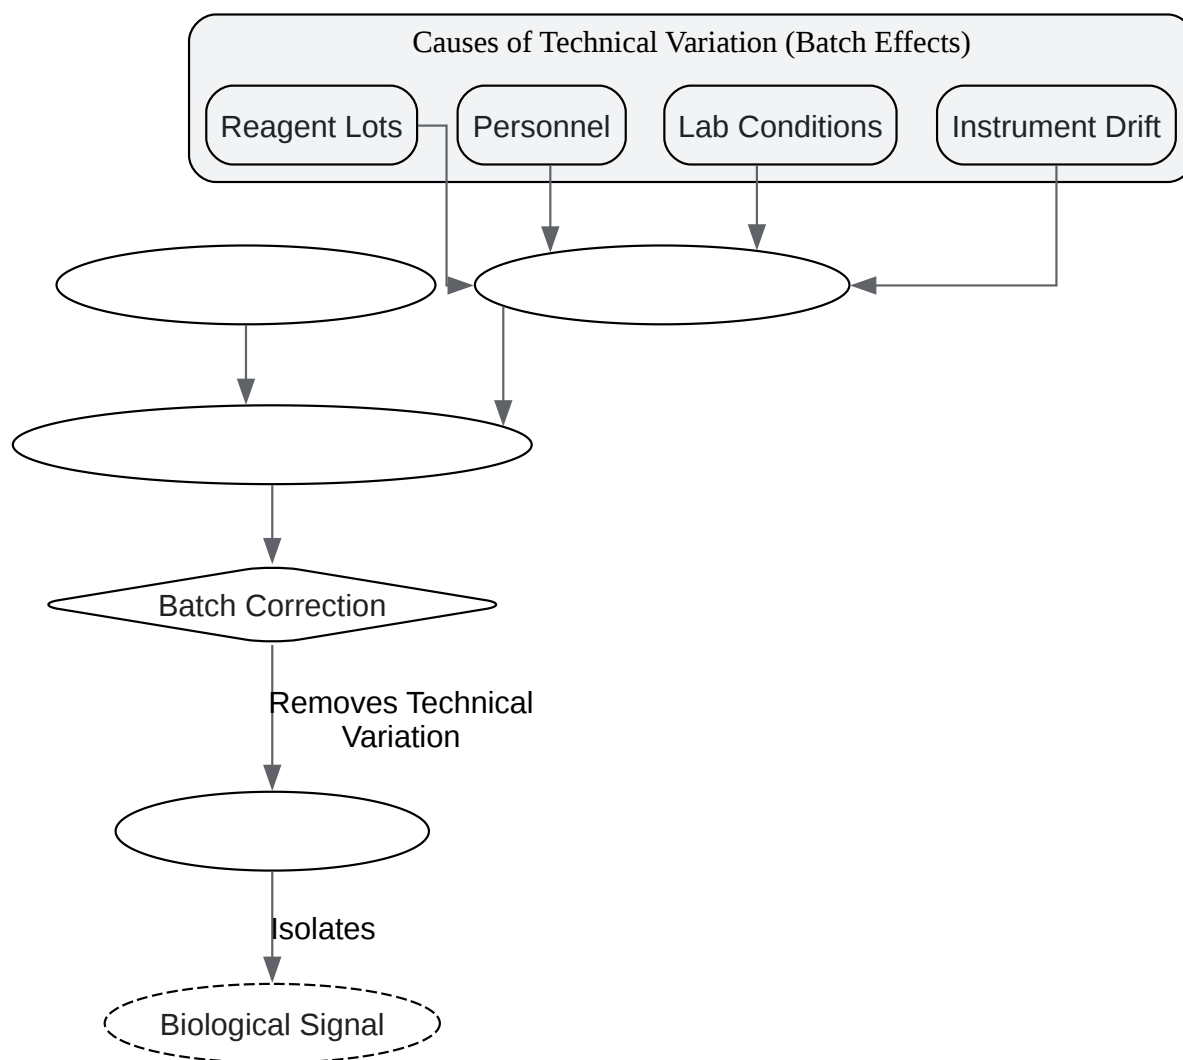 Causes of Technical Variation (Batch Effects)
Reagent Lots
Personnel
Lab Conditions
Instrument Drift
Batch Correction
Removes Technical
Variation
Isolates
Biological Signal